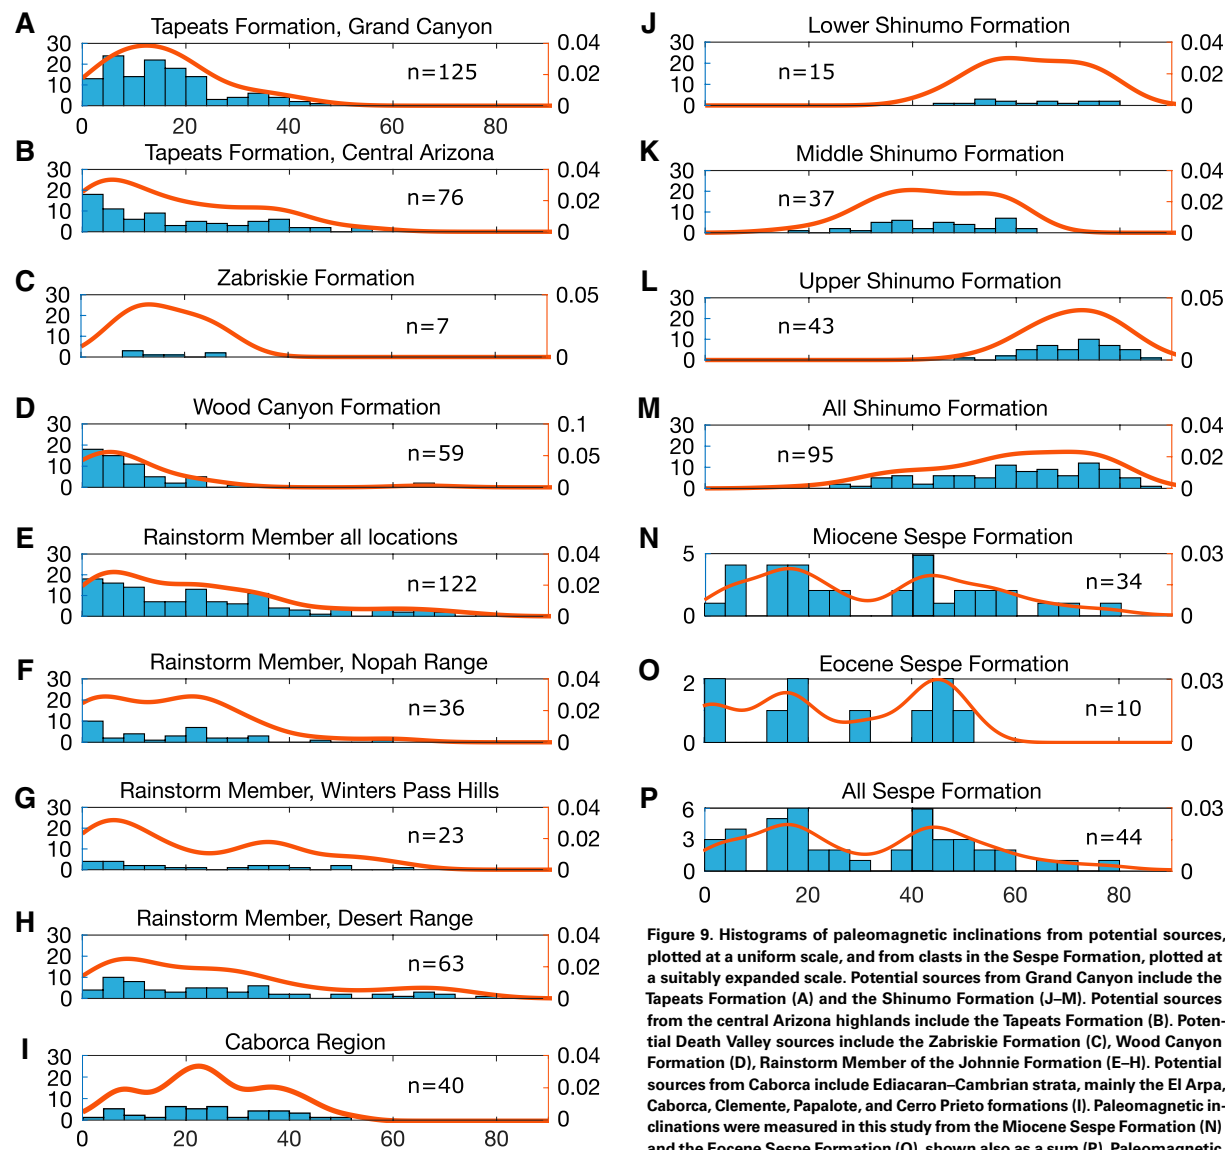 A
Tapeats Formation, Grand Canyon
30
20
10
0
0.04
0.02
0
n=125
0 20 40 60 80
B
Tapeats Formation, Central Arizona
30
20
10
0
0.04
0.02
0
n=76
C
Zabriskie Formation
30
20
10
0
0.05
0
n=7
D
Wood Canyon Formation
30
20
10
0
0.1
0.05
0
n=59
E
Rainstorm Member all locations
30
20
10
0
0.04
0.02
0
n=122
F
Rainstorm Member, Nopah Range
30
20
10
0
0.04
0.02
0
n=36
G
Rainstorm Member, Winters Pass Hills
30
20
10
0
0.04
0.02
0
n=23
H
Rainstorm Member, Desert Range
30
20
10
0
0.04
0.02
0
n=63
I
Caborca Region
30
20
10
0
0.04
0.02
0
n=40
0 20 40 60 80
J
Lower Shinumo Formation
30
20
10
0
0.04
0.02
0
n=15
K
Middle Shinumo Formation
30
20
10
0
0.04
0.02
0
n=37
L
Upper Shinumo Formation
30
20
10
0
0.05
0
n=43
M
All Shinumo Formation
30
20
10
0
0.04
0.02
0
n=95
N
Miocene Sespe Formation
5
0
0.03
0
n=34
O
Eocene Sespe Formation
2
0
0.03
0
n=10
P
All Sespe Formation
6
3
0
0.03
0
n=44
0 20 40 60 80
Figure 9. Histograms of paleomagnetic inclinations from potential sources,
plotted at a uniform scale, and from clasts in the Sespe Formation, plotted at
a suitably expanded scale. Potential sources from Grand Canyon include the
Tapeats Formation (A) and the Shinumo Formation (J–M). Potential sources
from the central Arizona highlands include the Tapeats Formation (B). Poten-
tial Death Valley sources include the Zabriskie Formation (C), Wood Canyon
Formation (D), Rainstorm Member of the Johnnie Formation (E–H). Potential
sources from Caborca include Ediacaran–Cambrian strata, mainly the El Arpa,
Caborca, Clemente, Papalote, and Cerro Prieto formations (I). Paleomagnetic in-
clinations were measured in this study from the Miocene Sespe Formation (N)
and the Eocene Sespe Formation (O), shown also as a sum (P). Paleomagnetic